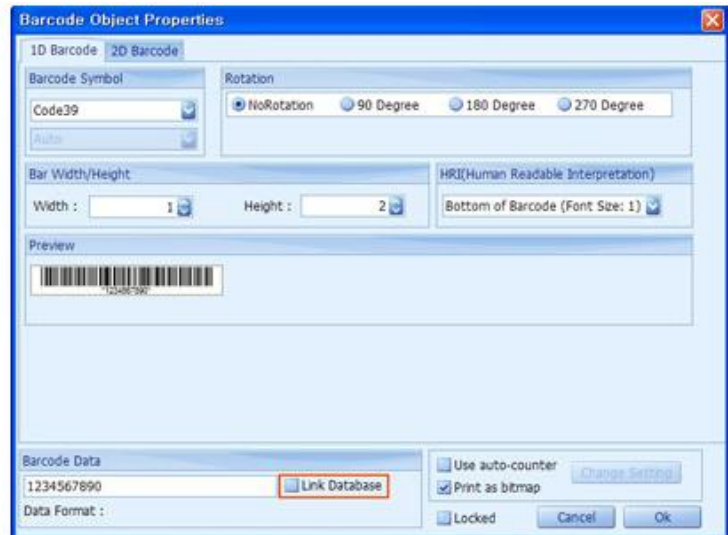 Barcode Object Properties
1D Barcode 2D Barcode
Barcode Symbol
Code39
Auto
Rotation
NoRotation 90 Degree 180 Degree 270 Degree
Bar Width/Height
Width : 1 Height : 2
HRI(Human Readable Interpretation)
Bottom of Barcode (Font Size: 1)
Preview
*1234567890*
Barcode Data
1234567890 Link Database
Data Format :
Use auto-counter Change Setting
Print as bitmap
Locked Cancel Ok